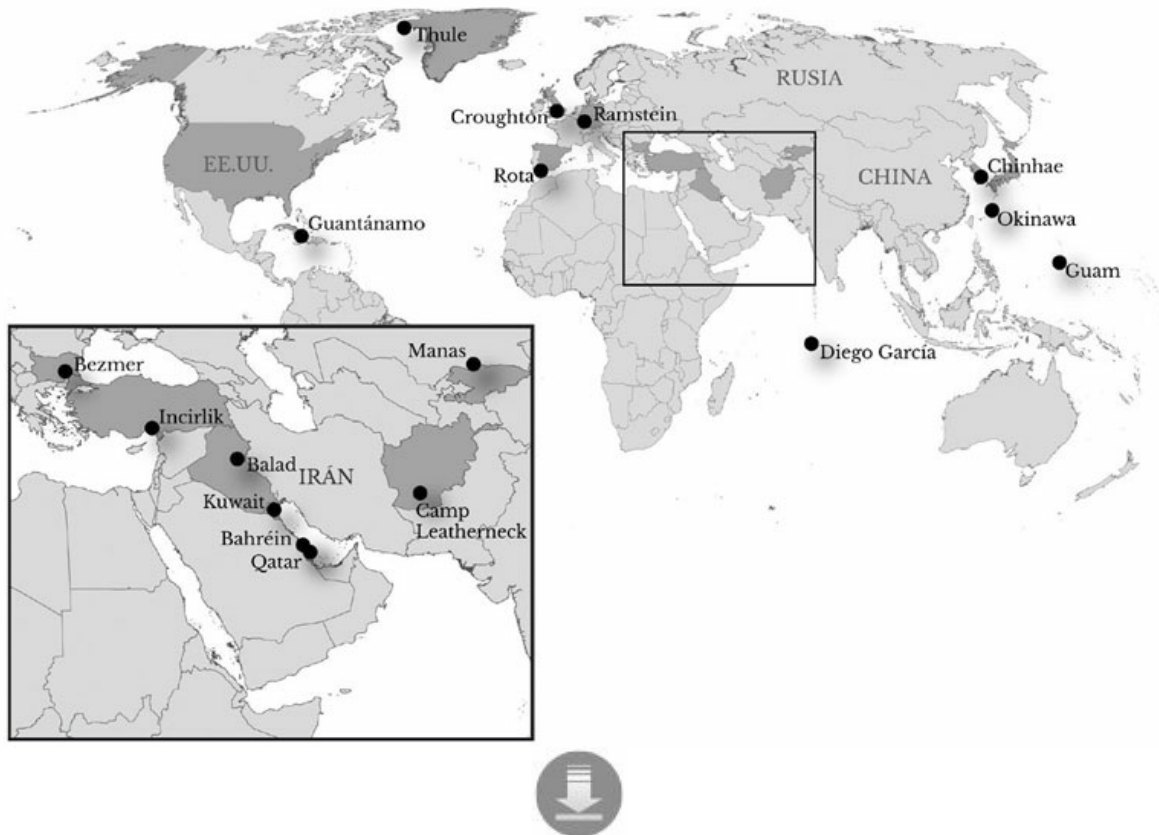 Thule
RUSIA
Croughton
Ramstein
EE.UU.
Rota
CHINA
Chinhae
Okinawa
Guantánamo
Guam
Diego García
Bezmer
Manas
Incirlik
Balad
IRÁN
Kuwait
Camp
Leatherneck
Bahréin
Qatar